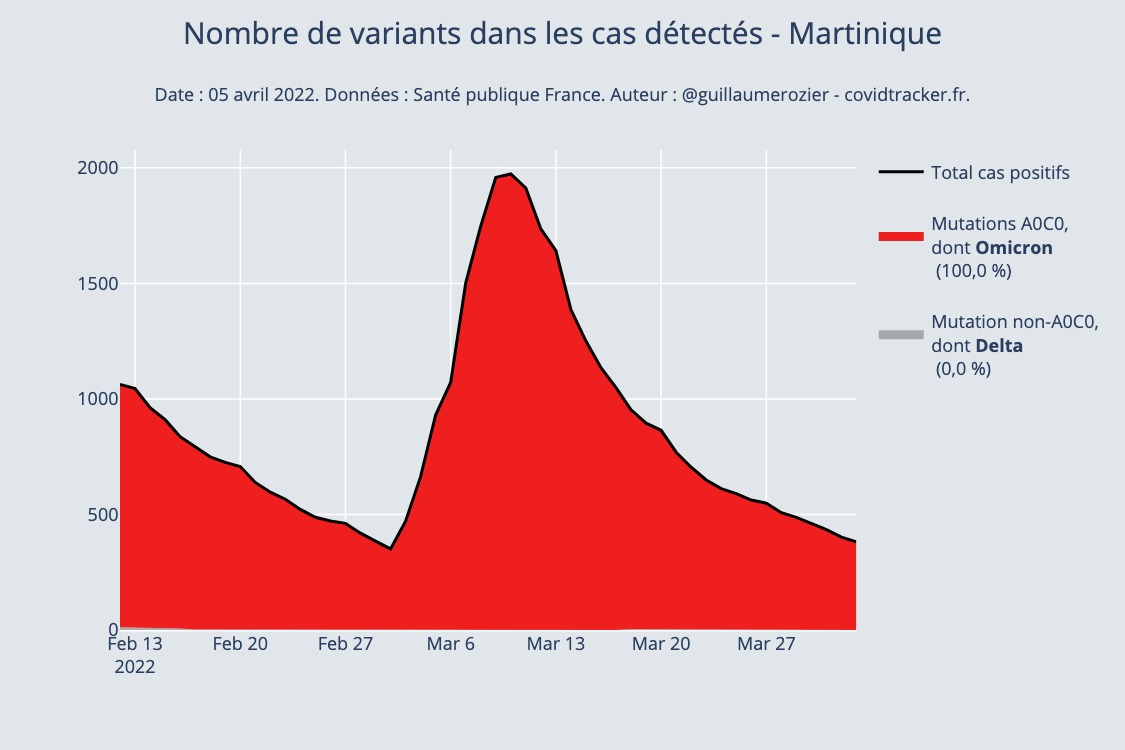 Nombre de variants dans les cas détectés - Martinique
Date : 05 avril 2022. Données : Santé publique France. Auteur : @guillaumerozier - covidtracker.fr.
2000
1500
1000
500
0
Feb 13
2022
Feb 20
Feb 27
Mar 6
Mar 13
Mar 20
Mar 27
Total cas positifs
Mutations A0C0,
dont Omicron
(100,0 %)
Mutation non-A0C0,
dont Delta
(0,0 %)